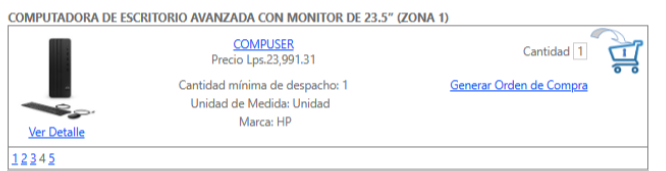 COMPUTADORA DE ESCRITORIO AVANZADA CON MONITOR DE 23.5" (ZONA 1)
COMPUSER
Precio Lps.23,991.31
Cantidad 1
Cantidad mínima de despacho: 1
Generar Orden de Compra
Unidad de Medida: Unidad
Marca: HP
Ver Detalle
1 2 3 4 5